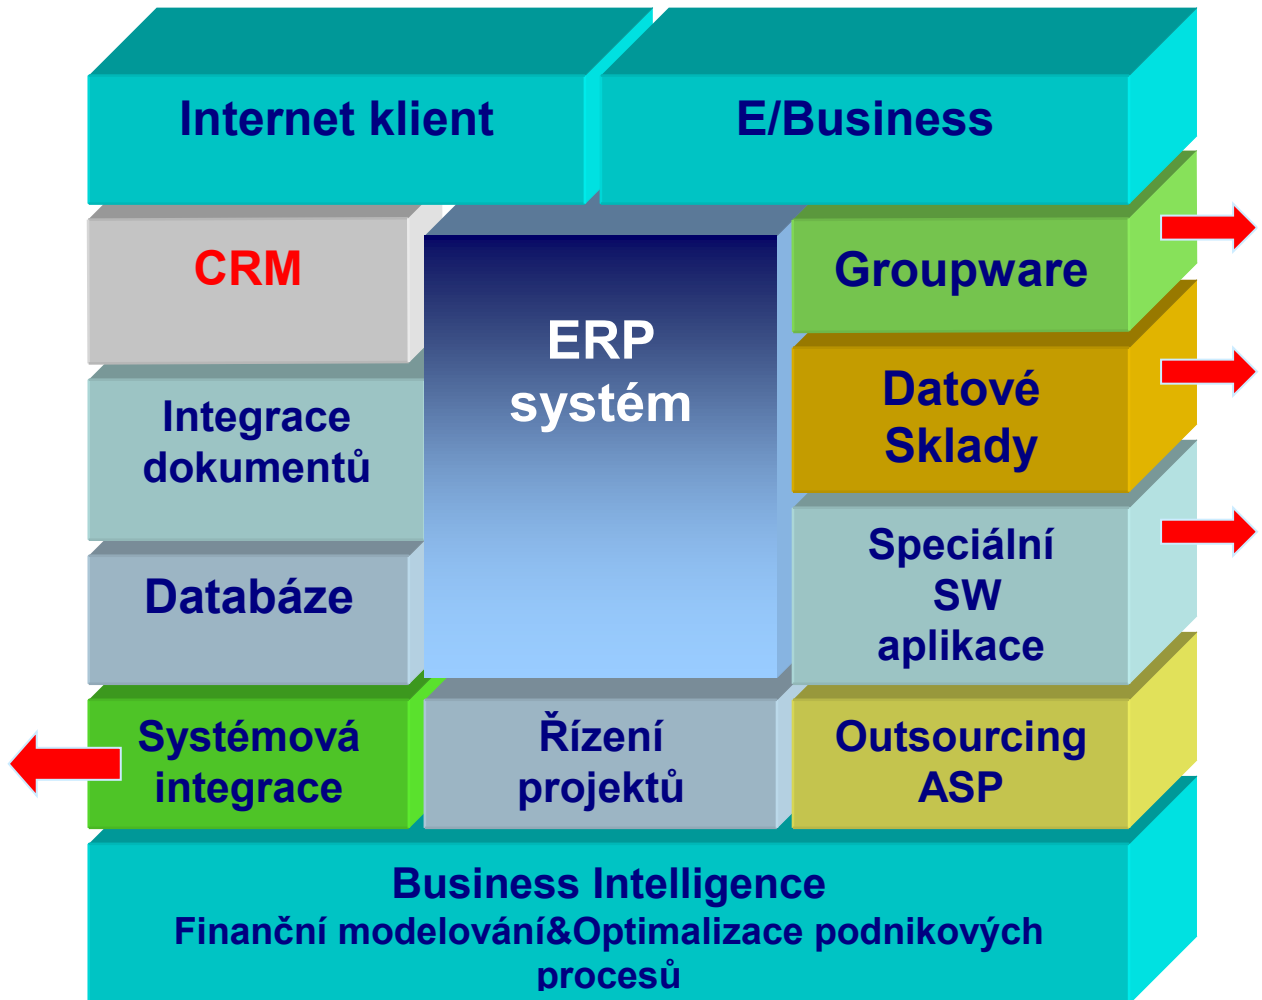 Internet klient
E/Business
CRM
Groupware
ERP
systém
Datové
Sklady
Integrace
dokumentů
Speciální
SW
aplikace
Databáze
Systémová
integrace
Řízení
projektů
Outsourcing
ASP
Business Intelligence
Finanční modelování&Optimalizace podnikových
procesů